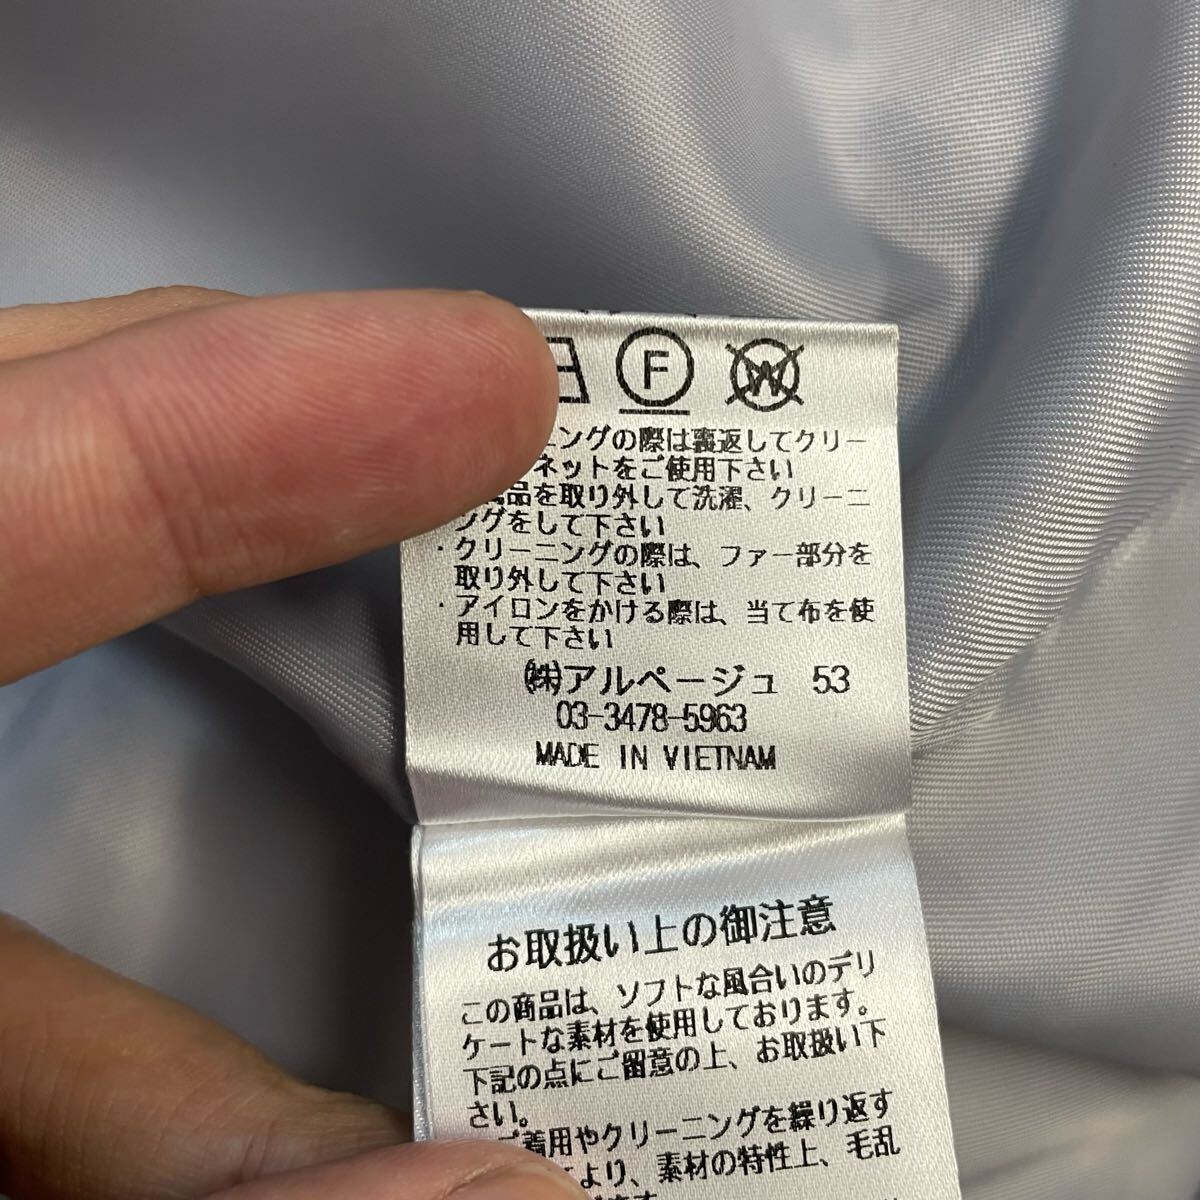 F W
ニングの際は裏返してクリー
ネットをご使用下さい
属品を取り外して洗濯、クリーニ
ングをして下さい
・クリーニングの際は、ファー部分を
取り外して下さい
・アイロンをかける際は、当て布を使
用して下さい
㈱アルページュ 53
03-3478-5963
MADE IN VIETNAM
お取扱い上の御注意
この商品は、ソフトな風合いのデリ
ケートな素材を使用しております。
下記の点にご留意の上、お取扱い下
さい。
ご着用やクリーニングを繰り返す
により、素材の特性上、毛乱